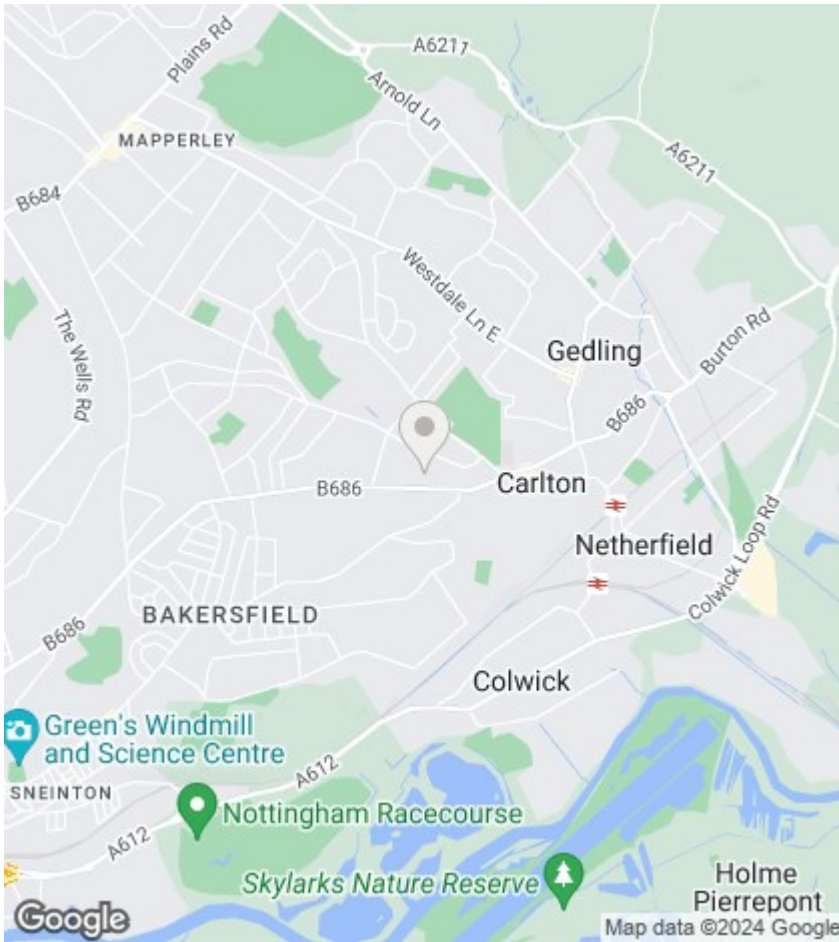 A6211
Plains Rd
Arnold Ln
MAPPERLEY
A6211
B684
Westdale Ln E
The Wells Rd
Gedling
Burton Rd
B686
B686
Carlton
Netherfield
Colwick Loop Rd
BAKERSFIELD
B686
Colwick
Green's Windmill
and Science Centre
A612
SNEINTON
Nottingham Racecourse
A612
Skylarks Nature Reserve
Holme
Pierrepont
Google
Map data ©2024 Google